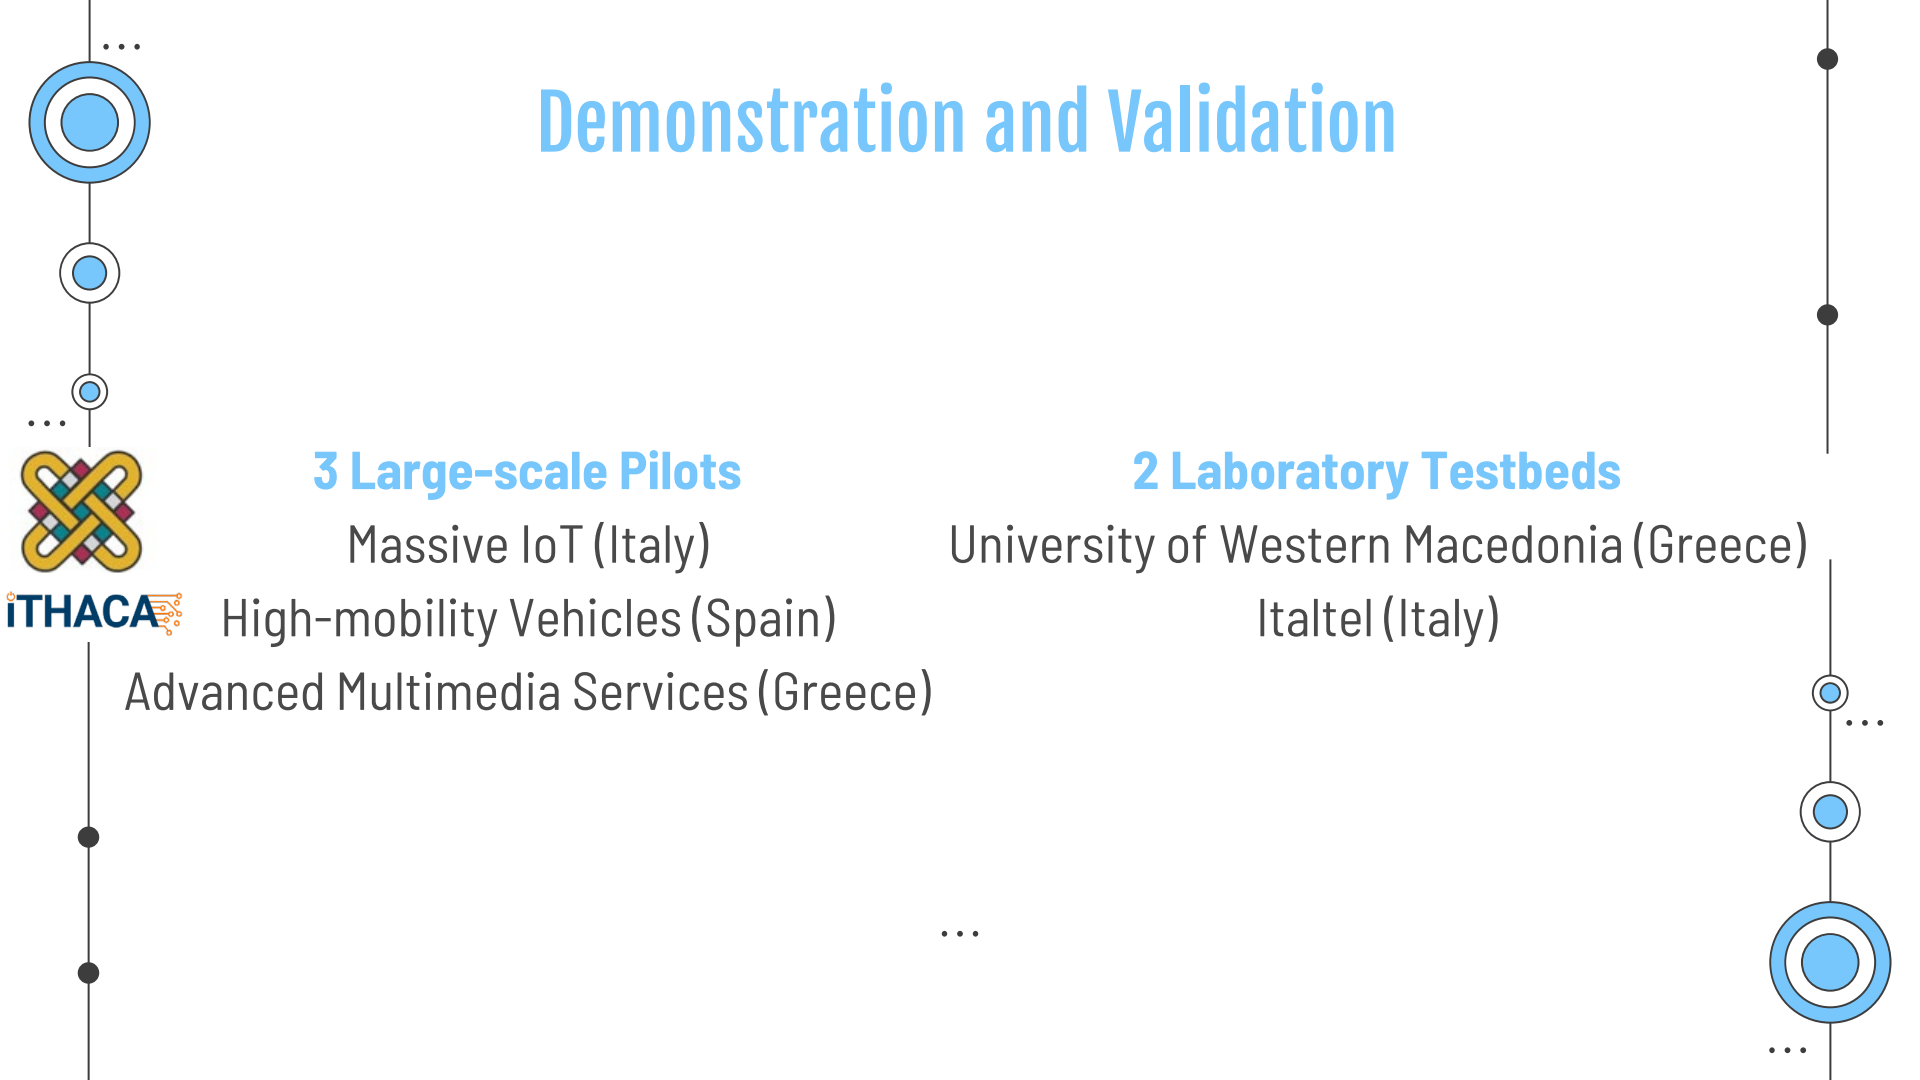 Demonstration and Validation
3 Large-scale Pilots
Massive IoT (Italy)
High-mobility Vehicles (Spain)
Advanced Multimedia Services (Greece)
2 Laboratory Testbeds
University of Western Macedonia (Greece)
Italtel (Italy)
iTHACA